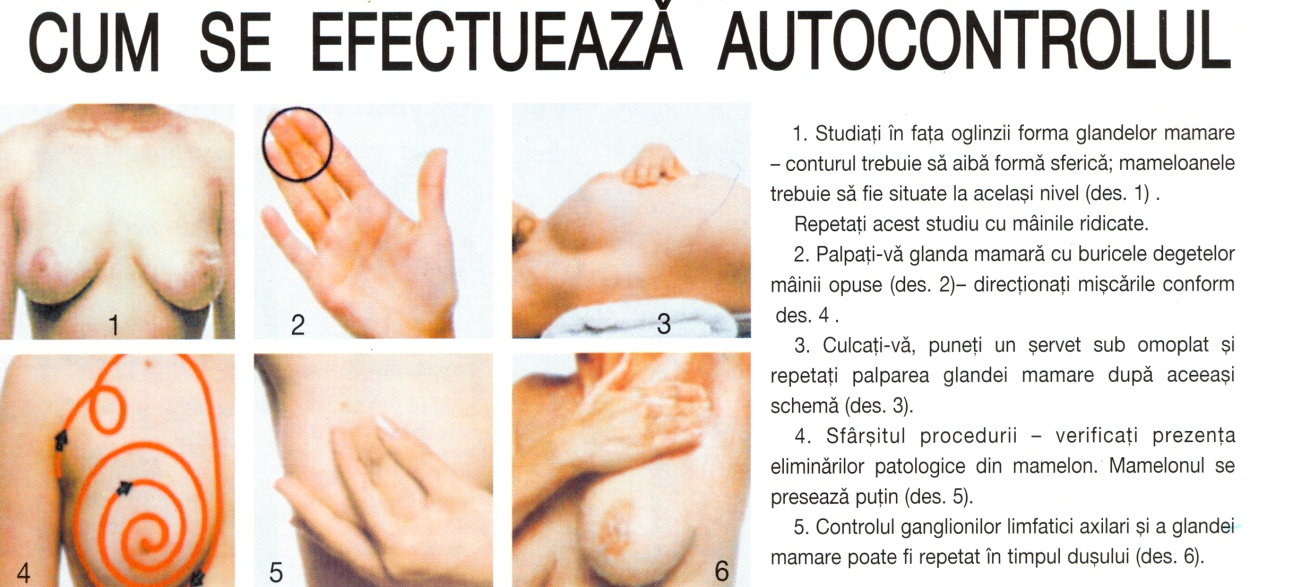 CUM SE EFECTUEAZĂ AUTOCONTROLUL
1
2
3
4
5
6
1. Studiați în fața oglinzii forma glandelor mamare
– conturul trebuie să aibă formă sferică; mameloanele
trebuie să fie situate la același nivel (des. 1) .
Repetați acest studiu cu mâinile ridicate.
2. Palpați-vă glanda mamară cu buricele degetelor
mâinii opuse (des. 2)– direcționați mișcările conform
des. 4 .
3. Culcați-vă, puneți un șervet sub omoplat și
repetați palparea glandei mamare după aceeași
schemă (des. 3).
4. Sfârșitul procedurii – verificați prezența
eliminărilor patologice din mamelon. Mamelonul se
presează puțin (des. 5).
5. Controlul ganglionilor limfatici axilari și a glandei
mamare poate fi repetat în timpul dușului (des. 6).